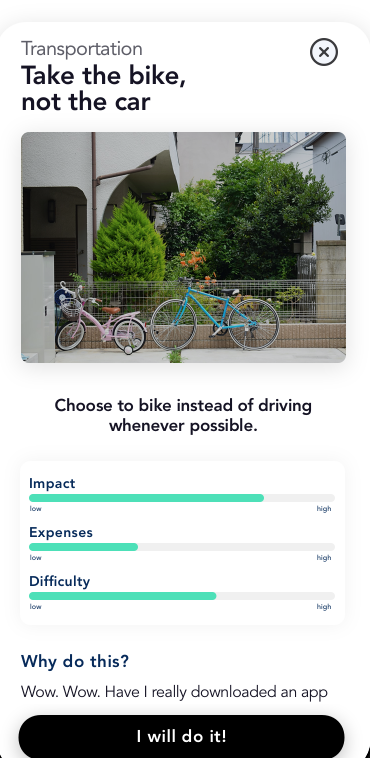 Transportation
Take the bike,
not the car
Choose to bike instead of driving
whenever possible.
Impact
low high
Expenses
low high
Difficulty
low high
Why do this?
Wow. Wow. Have I really downloaded an app
I will do it!